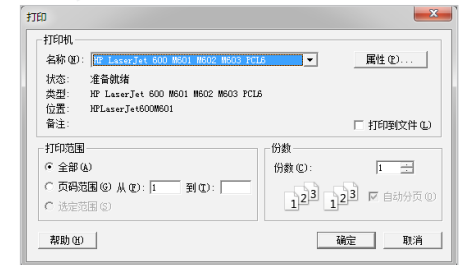 打印
打印机
名称(N): HP LaserJet 600 M601 M602 M603 PCL6 属性(P)...
状态: 准备就绪
类型: HP LaserJet 600 M601 M602 M603 PCL6
位置: HPLaserJet600M601
备注: 打印到文件(L)
打印范围 份数
全部(A) 份数(C): 1
页码范围(G) 从(F): 1 到(T):
选定范围(S) 1 2 3 1 2 3 自动分页(O)
帮助(H) 确定 取消